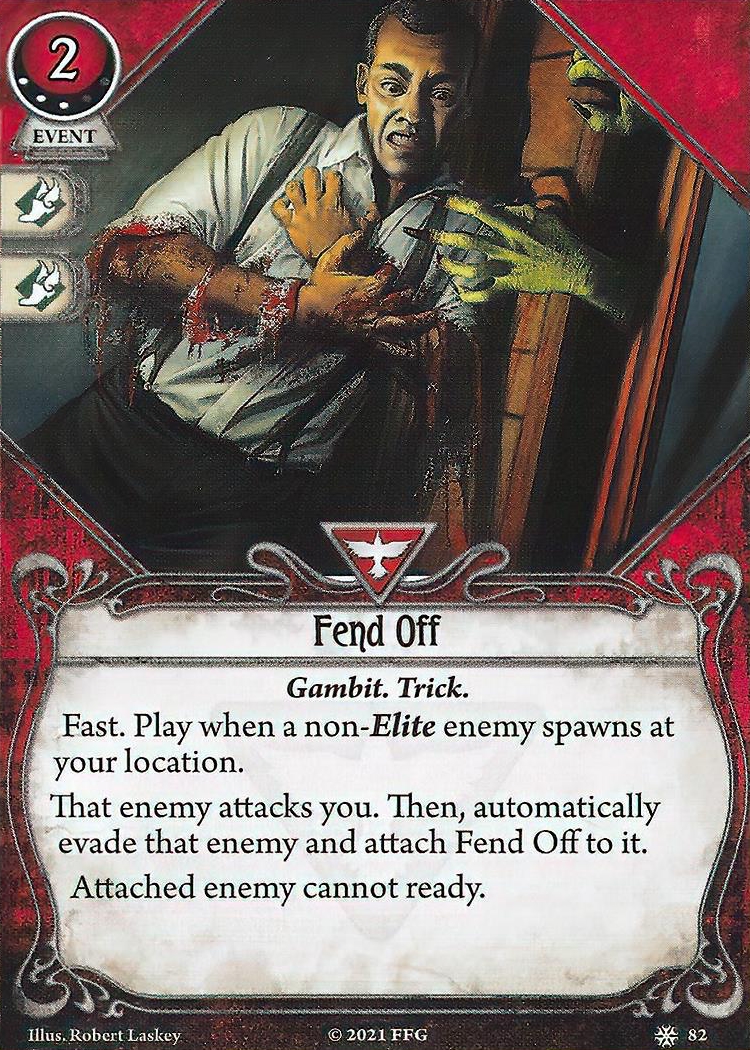 2
EVENT
Fend Off
Gambit. Trick.
Fast. Play when a non-Elite enemy spawns at
your location.
That enemy attacks you. Then, automatically
evade that enemy and attach Fend Off to it.
Attached enemy cannot ready.
Illus. Robert Laskey © 2021 FFG 82